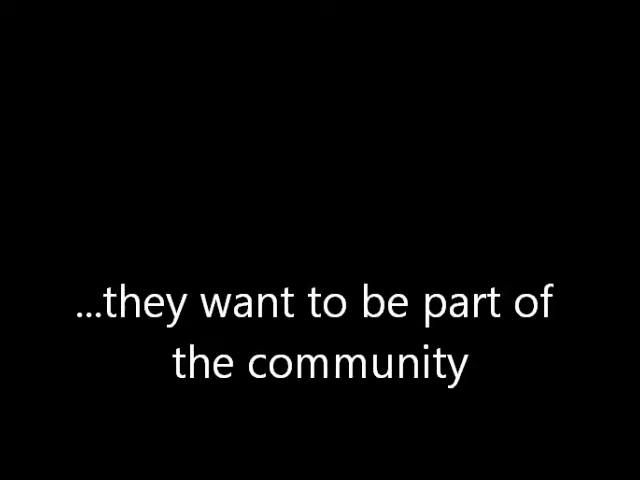 ...they want to be part of
the community